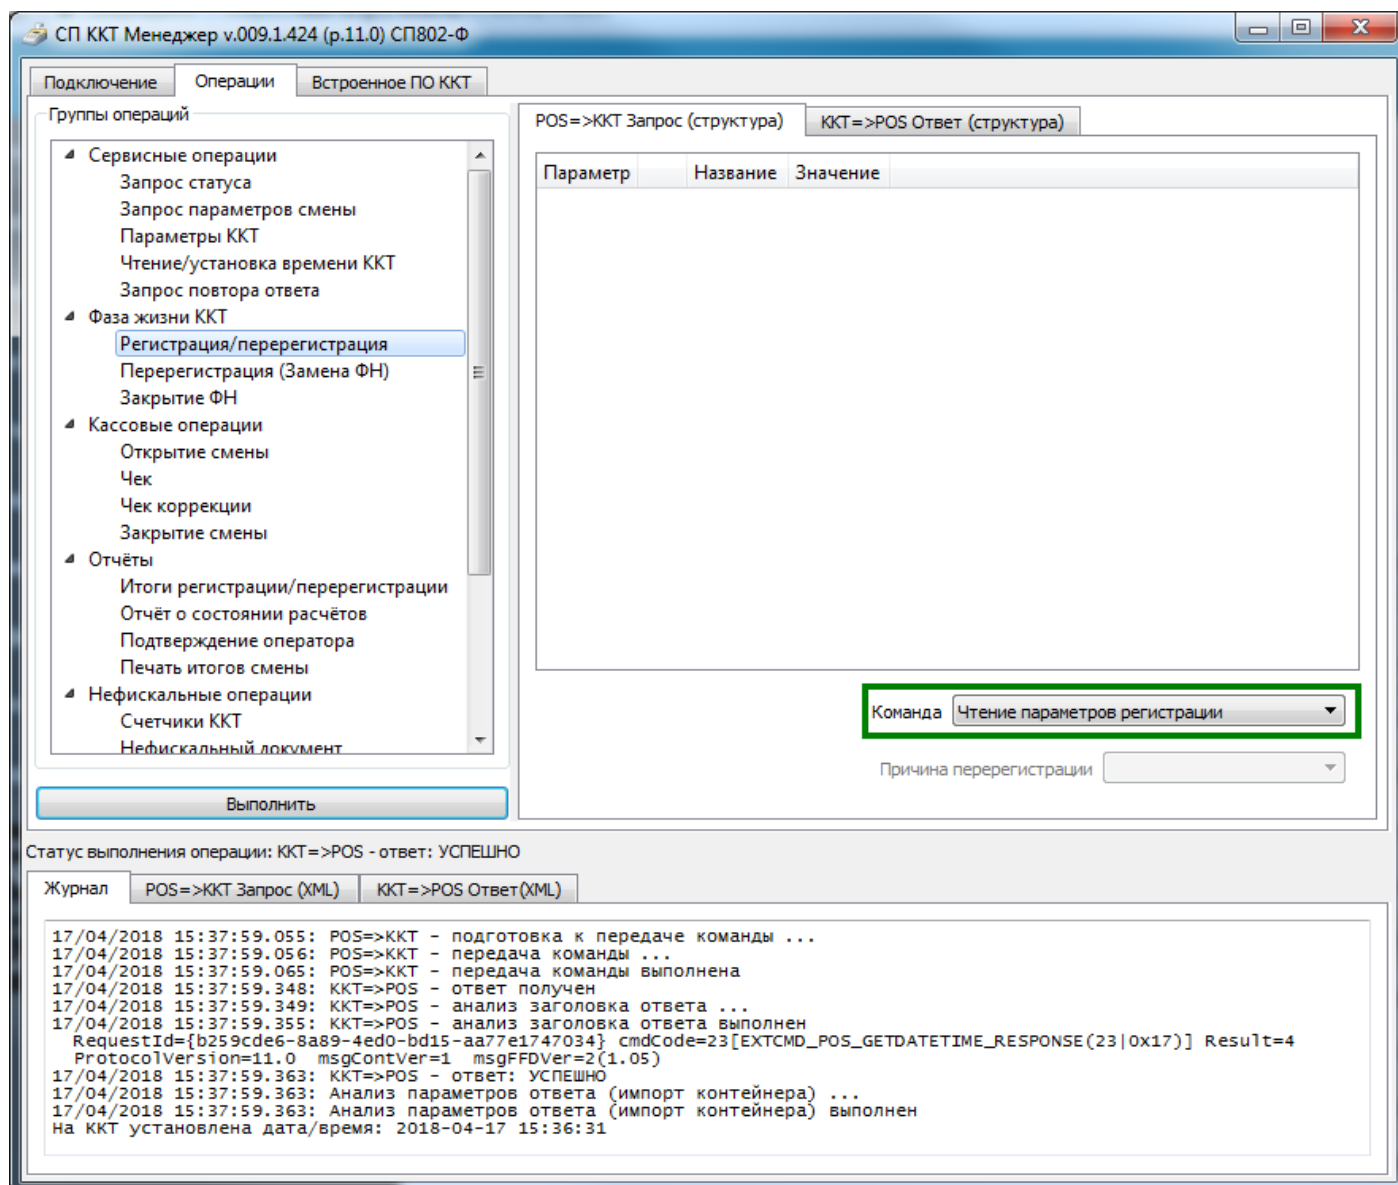 СП ККТ Менеджер v.009.1.424 (р.11.0) СП802-Ф
Подключение Операции Встроенное ПО ККТ
Группы операций
Сервисные операции
Запрос статуса
Запрос параметров смены
Параметры ККТ
Чтение/установка времени ККТ
Запрос повтора ответа
Фаза жизни ККТ
Регистрация/перерегистрация
Перерегистрация (Замена ФН)
Закрытие ФН
Кассовые операции
Открытие смены
Чек
Чек коррекции
Закрытие смены
Отчёты
Итоги регистрации/перерегистрации
Отчёт о состоянии расчётов
Подтверждение оператора
Печать итогов смены
Нефискальные операции
Счетчики ККТ
Нефискальный документ
Выполнить
POS=>ККТ Запрос (структура) ККТ=>POS Ответ (структура)
Параметр Название Значение
Команда Чтение параметров регистрации
Причина перерегистрации
Статус выполнения операции: ККТ=>POS - ответ: УСПЕШНО
Журнал POS=>ККТ Запрос (XML) ККТ=>POS Ответ(XML)
17/04/2018 15:37:59.055: POS=>ККТ - подготовка к передаче команды ...
17/04/2018 15:37:59.056: POS=>ККТ - передача команды ...
17/04/2018 15:37:59.065: POS=>ККТ - передача команды выполнена
17/04/2018 15:37:59.348: ККТ=>POS - ответ получен
17/04/2018 15:37:59.349: ККТ=>POS - анализ заголовка ответа ...
17/04/2018 15:37:59.355: ККТ=>POS - анализ заголовка ответа выполнен
RequestId={b259cde6-8a89-4ed0-bd15-aa77e1747034} cmdCode=23[EXTCMD_POS_GETDATETIME_RESPONSE(23|0x17)] Result=4
ProtocolVersion=11.0 msgContVer=1 msgFFDVer=2(1.05)
17/04/2018 15:37:59.363: ККТ=>POS - ответ: УСПЕШНО
17/04/2018 15:37:59.363: Анализ параметров ответа (импорт контейнера) ...
17/04/2018 15:37:59.363: Анализ параметров ответа (импорт контейнера) выполнен
На ККТ установлена дата/время: 2018-04-17 15:36:31